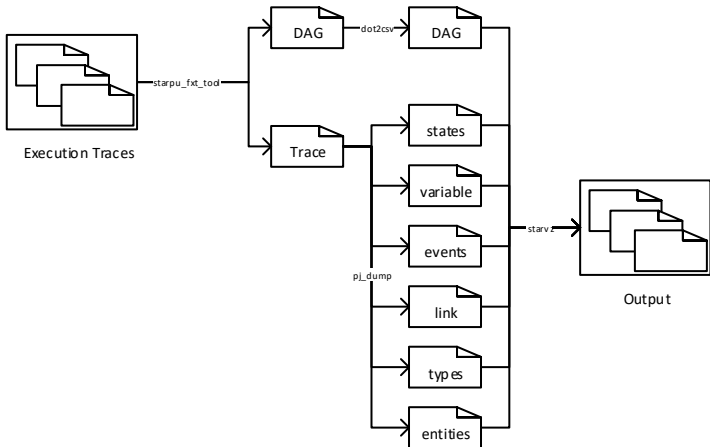 DAG
dot2csv
DAG
starpu_fxt_tool
Execution Traces
Trace
states
variable
events
pj_dump
link
types
entities
starvz
Output